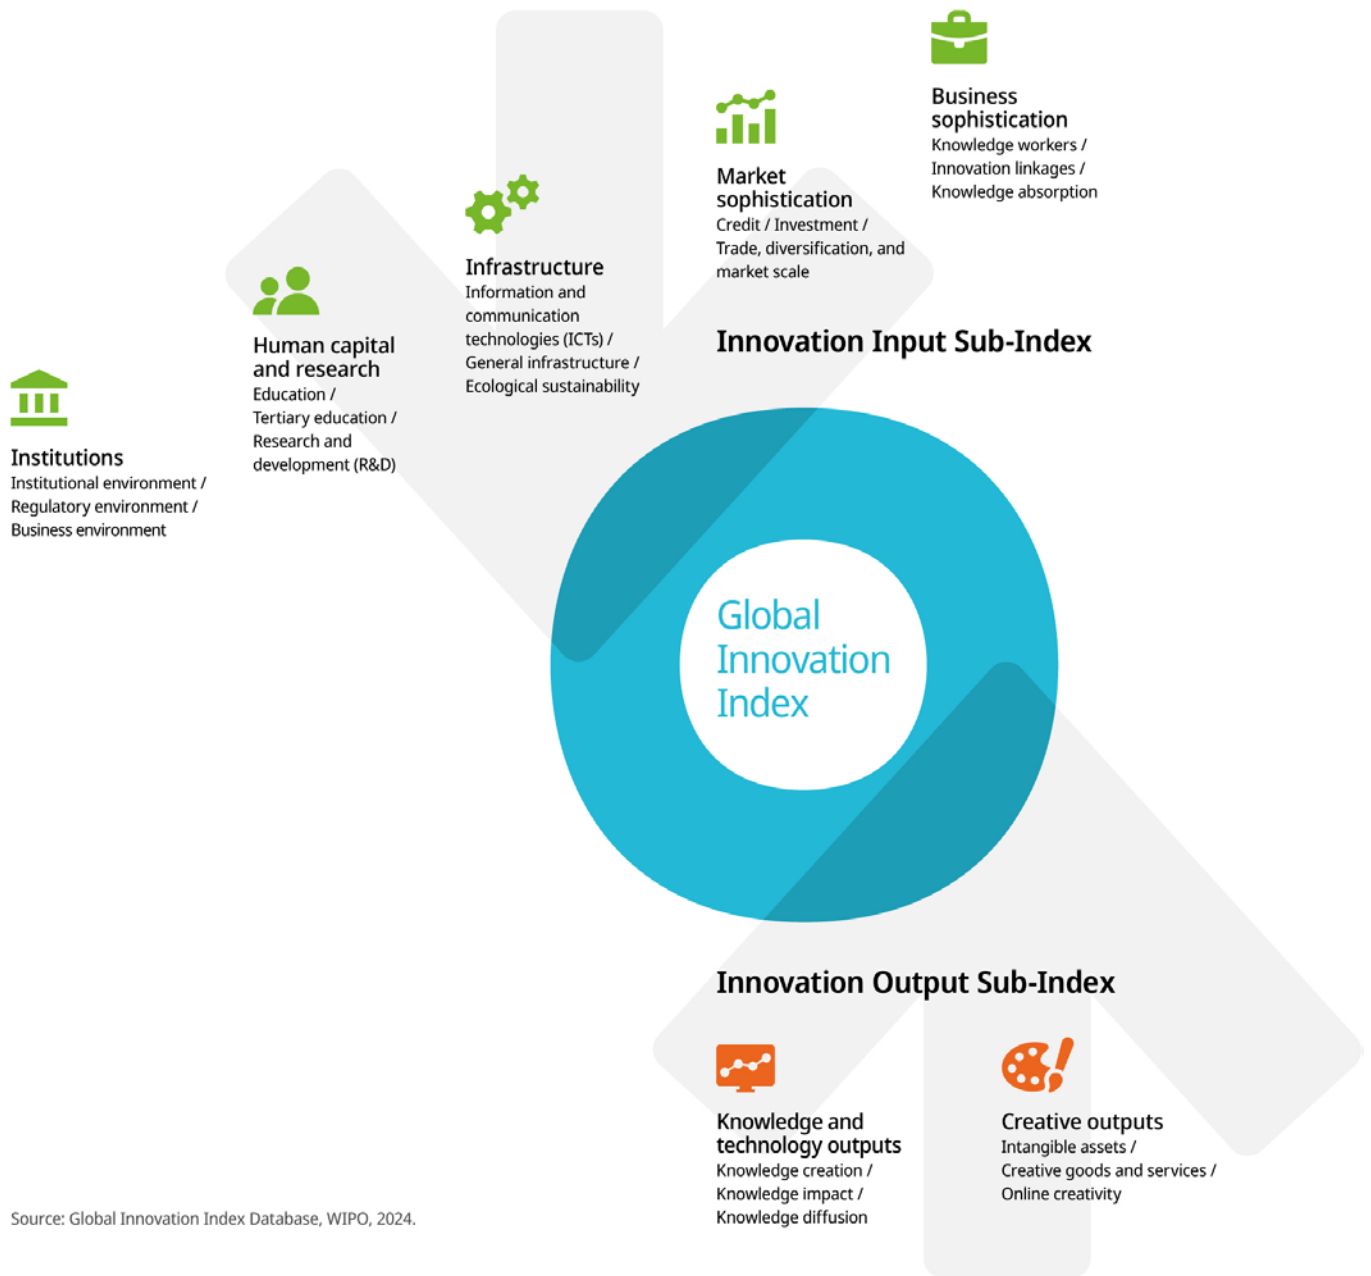 Business
sophistication
Knowledge workers /
Innovation linkages /
Knowledge absorption
Market
sophistication
Credit / Investment /
Trade, diversification, and
market scale
Infrastructure
Information and
communication
technologies (ICTs) /
General infrastructure /
Ecological sustainability
Human capital
and research
Education /
Tertiary education /
Research and
development (R&D)
Institutions
Institutional environment /
Regulatory environment /
Business environment
Innovation Input Sub-Index
Global
Innovation
Index
Innovation Output Sub-Index
Knowledge and
technology outputs
Knowledge creation /
Knowledge impact /
Knowledge diffusion
Creative outputs
Intangible assets /
Creative goods and services /
Online creativity
Source: Global Innovation Index Database, WIPO, 2024.